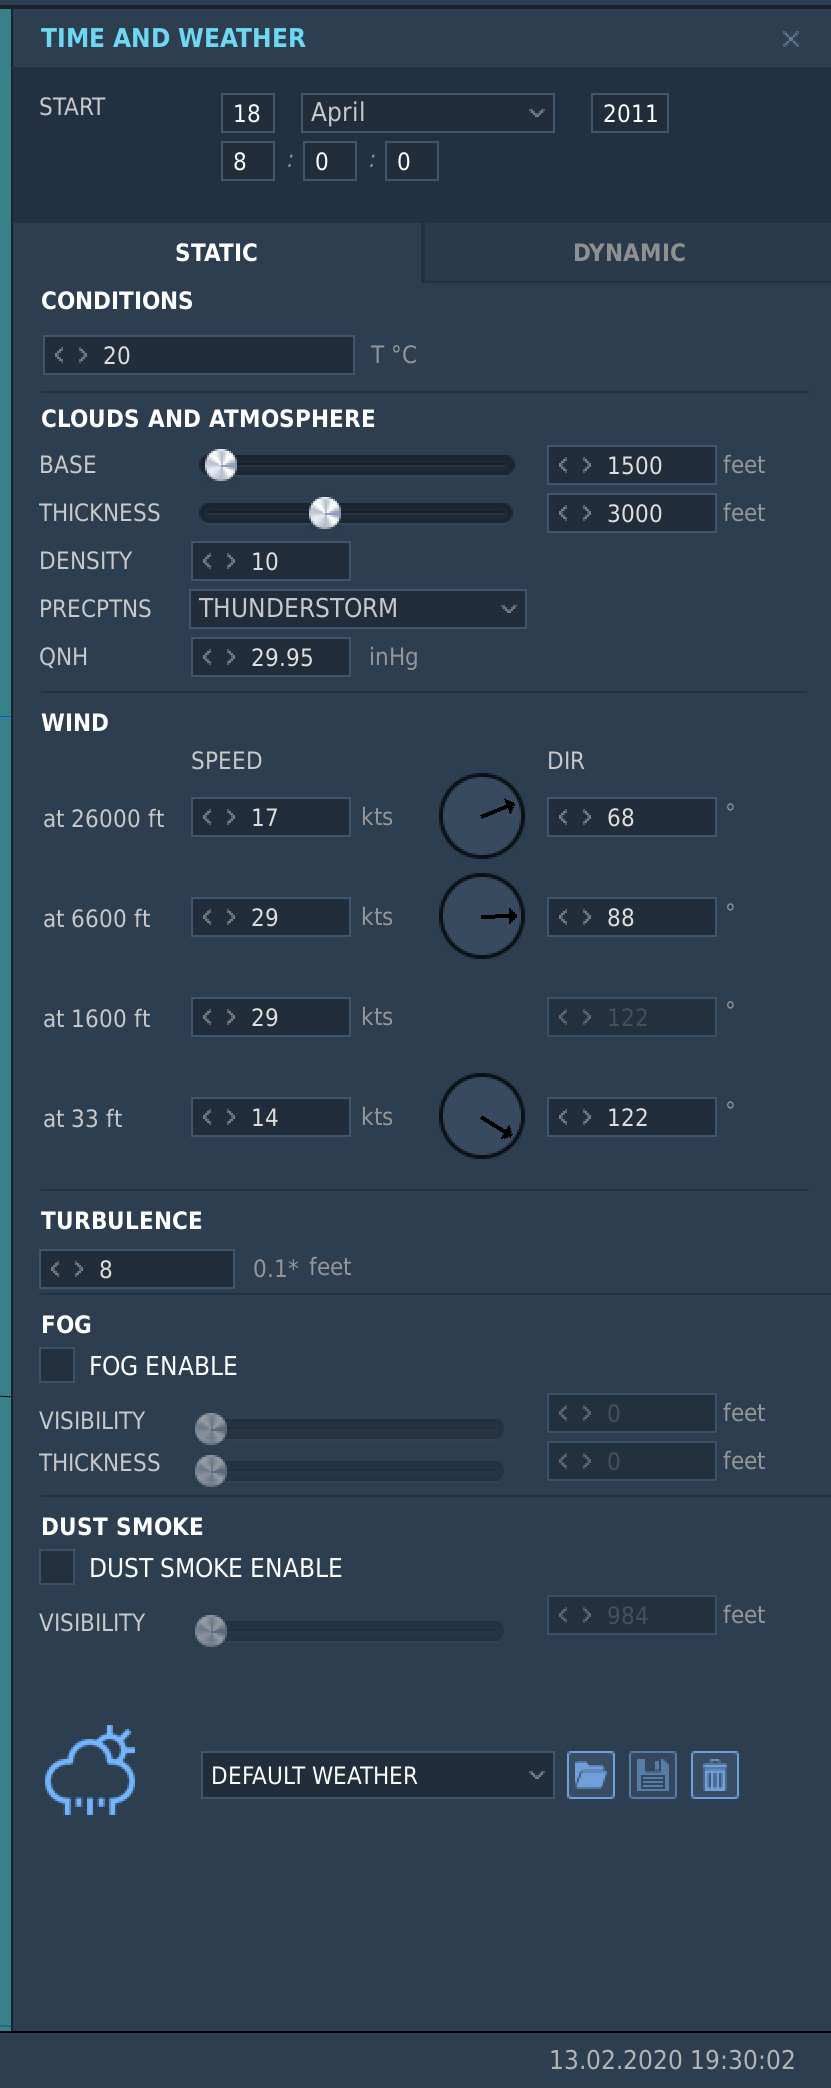 TIME AND WEATHER
START 18 April 2011
8 : 0 : 0
STATIC DYNAMIC
CONDITIONS
20 T °C
CLOUDS AND ATMOSPHERE
BASE 1500 feet
THICKNESS 3000 feet
DENSITY 10
PRECPTNS THUNDERSTORM
QNH 29.95 inHg
WIND
SPEED DIR
at 26000 ft 17 kts 68 °
at 6600 ft 29 kts 88 °
at 1600 ft 29 kts 122 °
at 33 ft 14 kts 122 °
TURBULENCE
8 0.1* feet
FOG
FOG ENABLE
VISIBILITY 0 feet
THICKNESS 0 feet
DUST SMOKE
DUST SMOKE ENABLE
VISIBILITY 984 feet
DEFAULT WEATHER
13.02.2020 19:30:02